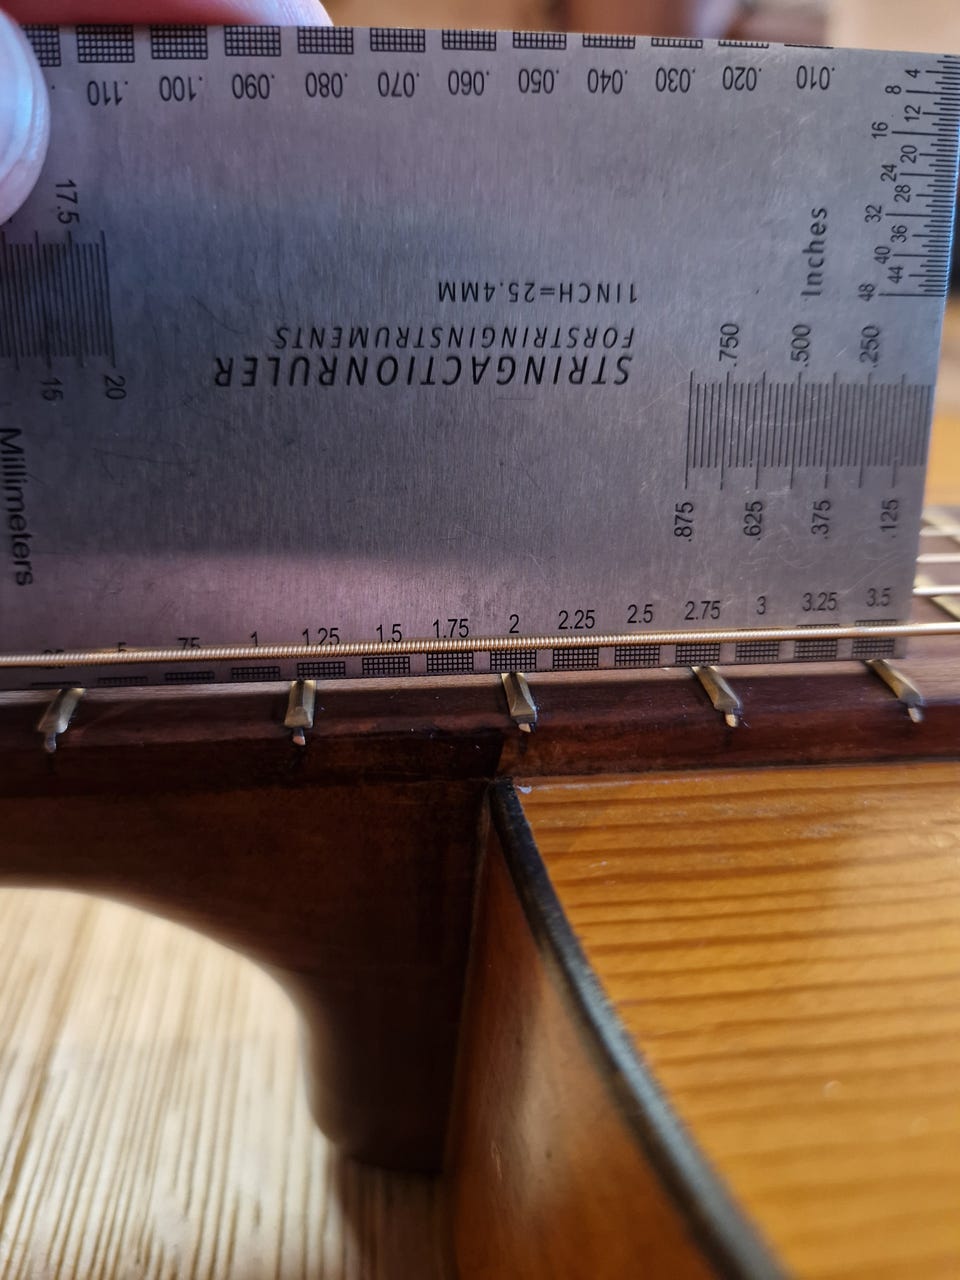 .110 .100 .090 .080 .070 .060 .050 .040 .030 .020 .010
4
8
12
16
20
24
28
32
36
40
44
48
Inches
17.5
15
20
Millimeters
STRINGACTIONRULER
FORSTRINGINSTRUMENTS
1INCH=25.4MM
.750 .500 .250
.875 .625 .375 .125
.75 1 1.25 1.5 1.75 2 2.25 2.5 2.75 3 3.25 3.5